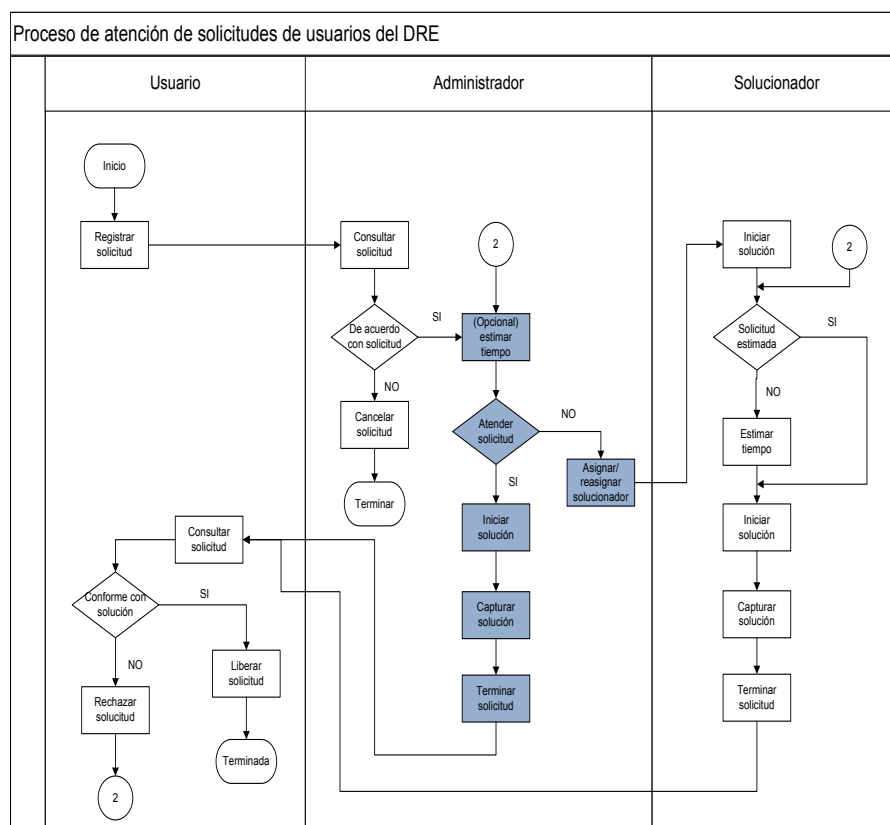 Proceso de atención de solicitudes de usuarios del DRE
Usuario
Administrador
Solucionador
Inicio
Registrar
solicitud
Consultar
solicitud
2
Iniciar
solución
2
De acuerdo
con solicitud
SI
(Opcional)
estimar
tiempo
Solicitud
estimada
SI
NO
NO
Cancelar
solicitud
Atender
solicitud
NO
Estimar
tiempo
Asignar/
reasignar
solucionador
SI
Terminar
Consultar
solicitud
Iniciar
solución
Iniciar
solución
Conforme con
solución
SI
Capturar
solución
Capturar
solución
NO
Liberar
solicitud
Rechazar
solucitud
Terminar
solicitud
Terminar
solicitud
Terminada
2